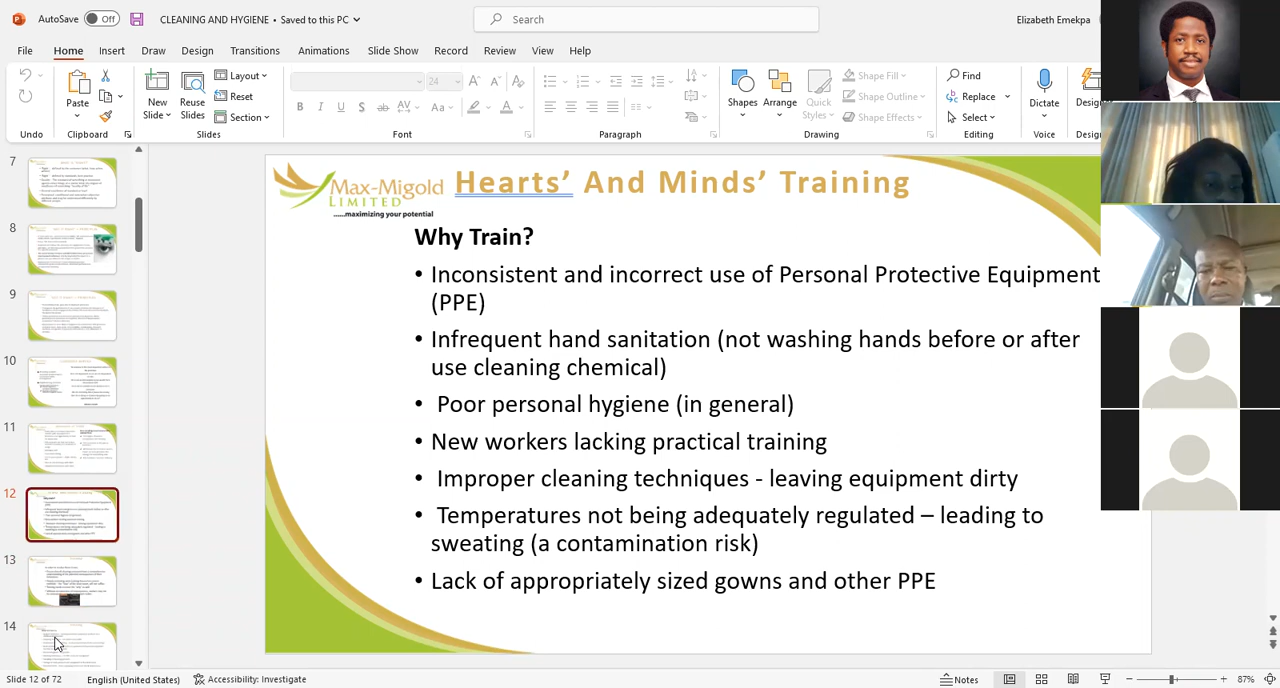 AutoSave Off CLEANING AND HYGIENE • Saved to this PC Search Elizabeth Emekpa
File Home Insert Draw Design Transitions Animations Slide Show Record View Help
Paste New Slide Reuse Slides Layout Reset Section
24
Shapes Arrange Quick Styles Shape Fill Shape Outline Shape Effects
Find Replace Select Dictate
Undo Clipboard Slides Font Paragraph Drawing Editing Voice
7
8
9
10
11
12
13
14
Max-Migold
LIMITED
......maximizing your potential
And Minds Training
Why Train?
• Inconsistent and incorrect use of Personal Protective Equipment
(PPE)
• Infrequent hand sanitation (not washing hands before or after
use cleaning chemical)
• Poor personal hygiene (in general)
• New cleaners lacking practical training
• Improper cleaning techniques - leaving equipment dirty
• Temperatures not being adequately regulated – leading to
sweating (a contamination risk)
• Lack of appropriately sized gowns and other PPE
Slide 12 of 72 English (United States) Accessibility: Investigate Notes 87%